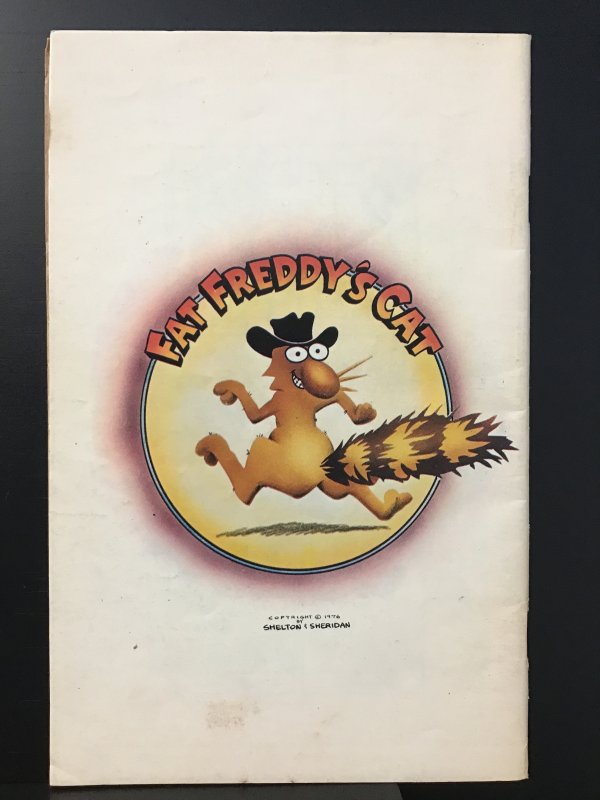 FAT FREDDY'S CAT
COPYRIGHT © 1976
BY
SHELTON & SHERIDAN